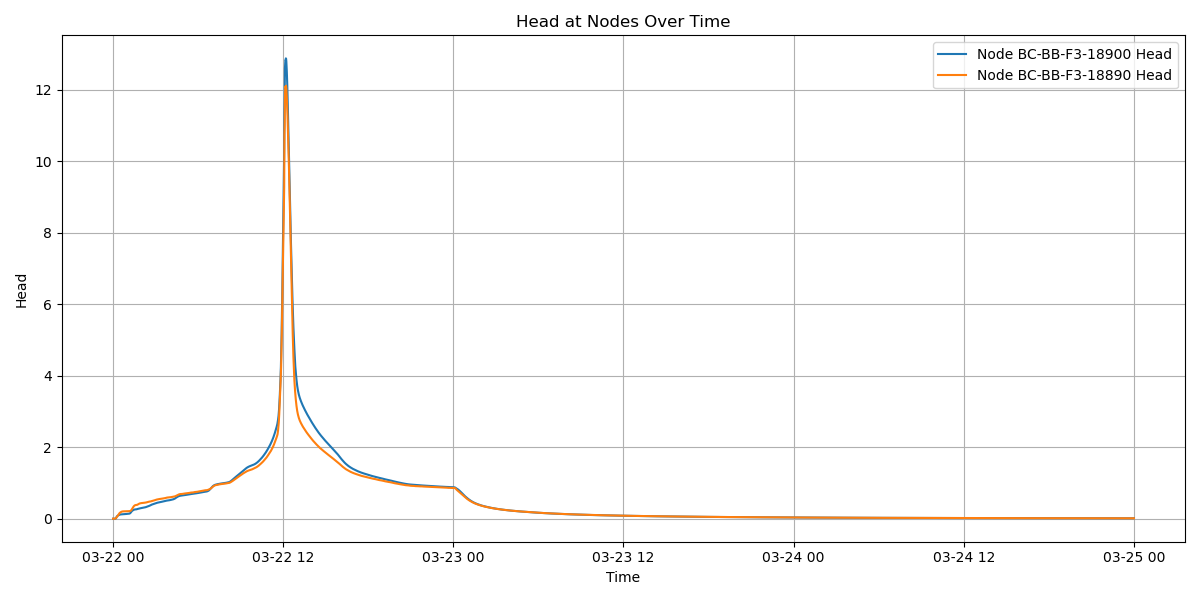 Head at Nodes Over Time
Node BC-BB-F3-18900 Head
Node BC-BB-F3-18890 Head
Head
12
10
8
6
4
2
0
03-22 00
03-22 12
03-23 00
03-23 12
03-24 00
03-24 12
03-25 00
Time